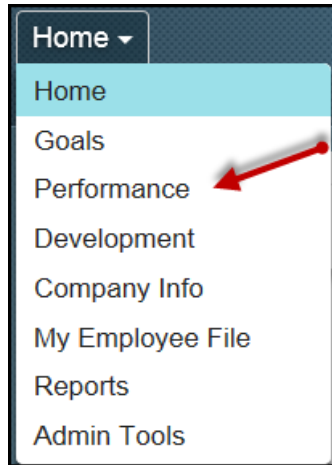 Home
Home
Goals
Performance
Development
Company Info
My Employee File
Reports
Admin Tools